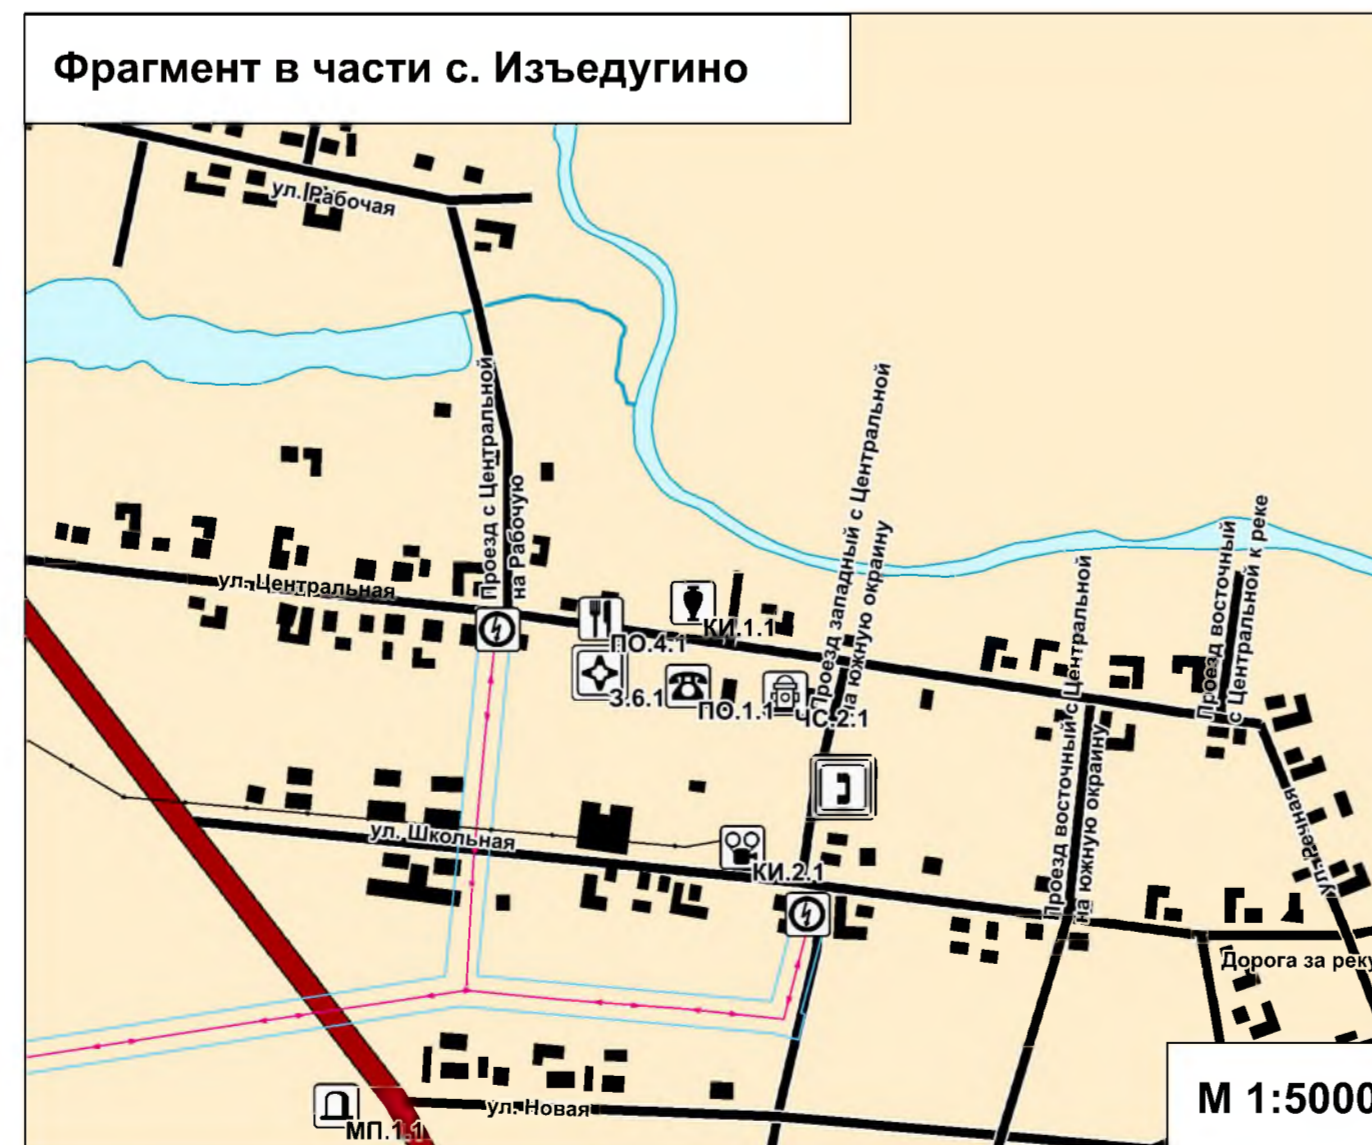 Фрагмент в части с. Изъедугино
ул. Рабочая
Проезд с Центральной
на Рабочую
Проезд западный с Центральной
на южную окраину
Проезд восточный
с Центральной к реке
ул. Центральная
КИ.1.1
ПО.4.1
З.6.1
ПО.1.1
ЧС.2.1
Проезд восточный с Центральной
на южную окраину
ул. Речная
ул. Школьная
КИ.2.1
Дорога за реку
ул. Новая
МП.1.1
М 1:5000